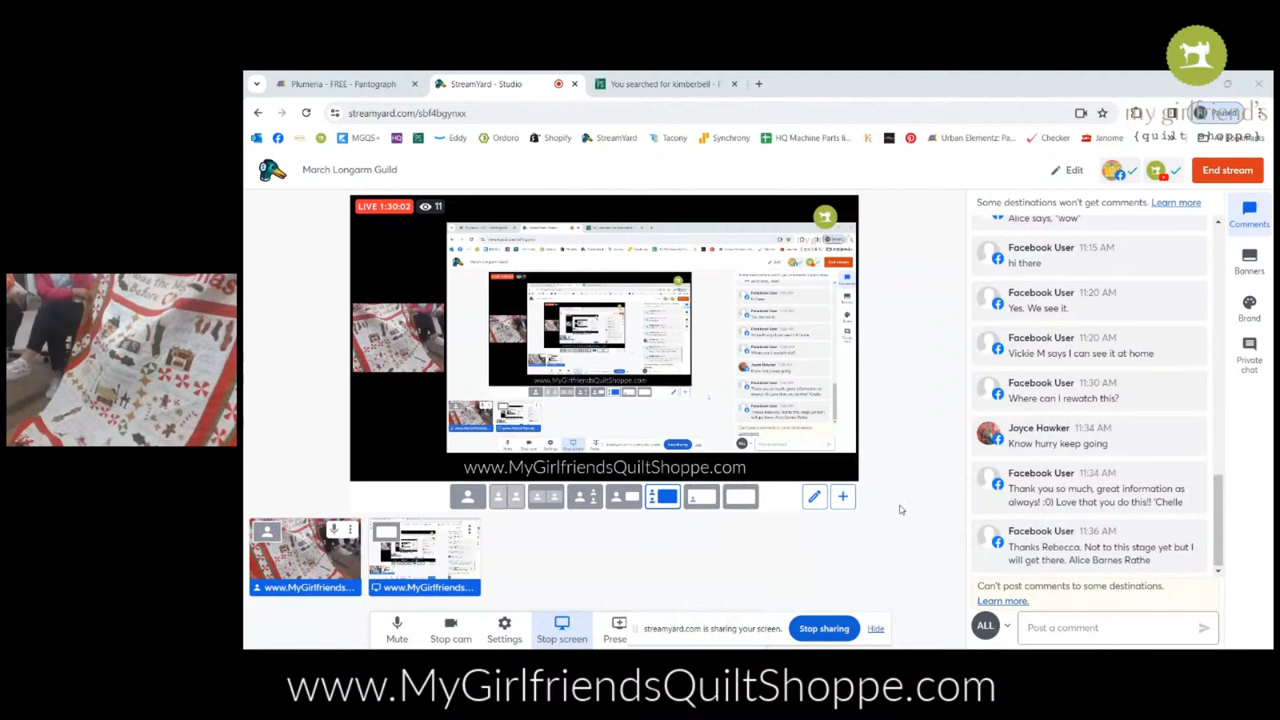 Plumeria - FREE - Pantograph
StreamYard - Studio
You searched for kimberbell - F
streamyard.com/sbf4bgynxx
Paused
my girlfriend's
{quilt shoppe}
MGQS+
Eddy
Ordoro
Shopify
StreamYard
Tacony
Synchrony
HQ Machine Parts li...
Urban Elementz: Pa...
Checker
Janome
March Longarm Guild
Edit
End stream
LIVE 1:30:02
11
www.MyGirlfriendsQuiltShoppe.com
www.MyGirlfriendsQuiltShoppe.com
www.MyGirlfriends...
www.MyGirlfriends...
Mute
Stop cam
Settings
Stop screen
Prese
streamyard.com is sharing your screen.
Stop sharing
Hide
Some destinations won't get comments. Learn more
Alice says, "wow"
Facebook User 11:15 AM
hi there
Facebook User 11:20 AM
Yes. We see it.
Facebook User 11:20 AM
Vickie M says I can see it at home
Facebook User 11:30 AM
Where can I rewatch this?
Joyce Hawker 11:34 AM
Know hurry keep going
Facebook User 11:34 AM
Thank you so much, great information as
always! :0) Love that you do this!! 'Chelle
Facebook User 11:36 AM
Thanks Rebecca. Not to this stage yet but I
will get there. Alice Barnes Rathe
Can't post comments to some destinations.
Learn more.
ALL
Post a comment
Comments
Banners
Brand
Private
chat
www.MyGirlfriendsQuiltShoppe.com